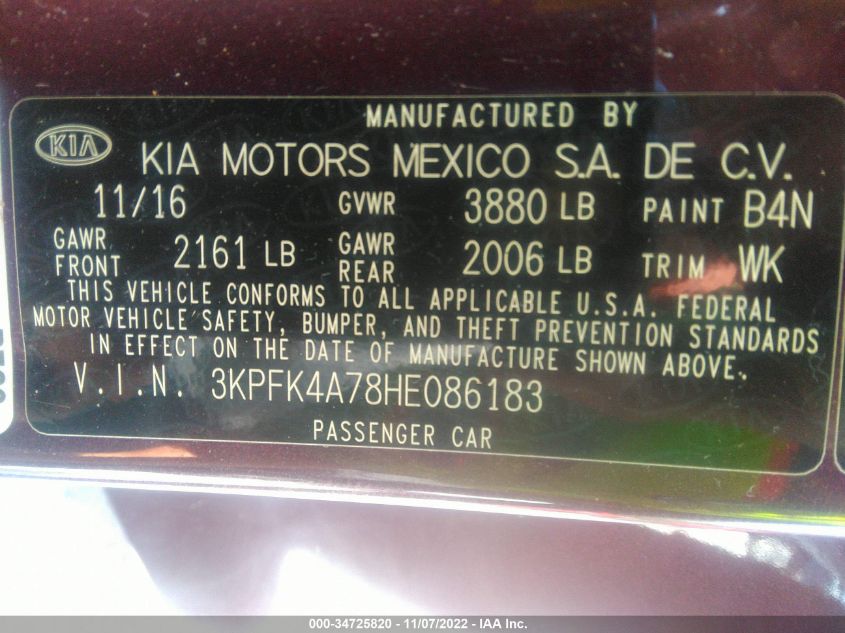 MANUFACTURED BY
KIA KIA MOTORS MEXICO S.A. DE C.V.
11/16 GVWR 3880 LB PAINT B4N
GAWR FRONT 2161 LB GAWR REAR 2006 LB TRIM WK
THIS VEHICLE CONFORMS TO ALL APPLICABLE U.S.A. FEDERAL
MOTOR VEHICLE SAFETY, BUMPER, AND THEFT PREVENTION STANDARDS
IN EFFECT ON THE DATE OF MANUFACTURE SHOWN ABOVE.
V.I.N. 3KPFK4A78HE086183
PASSENGER CAR
000-34725820 - 11/07/2022 - IAA Inc.